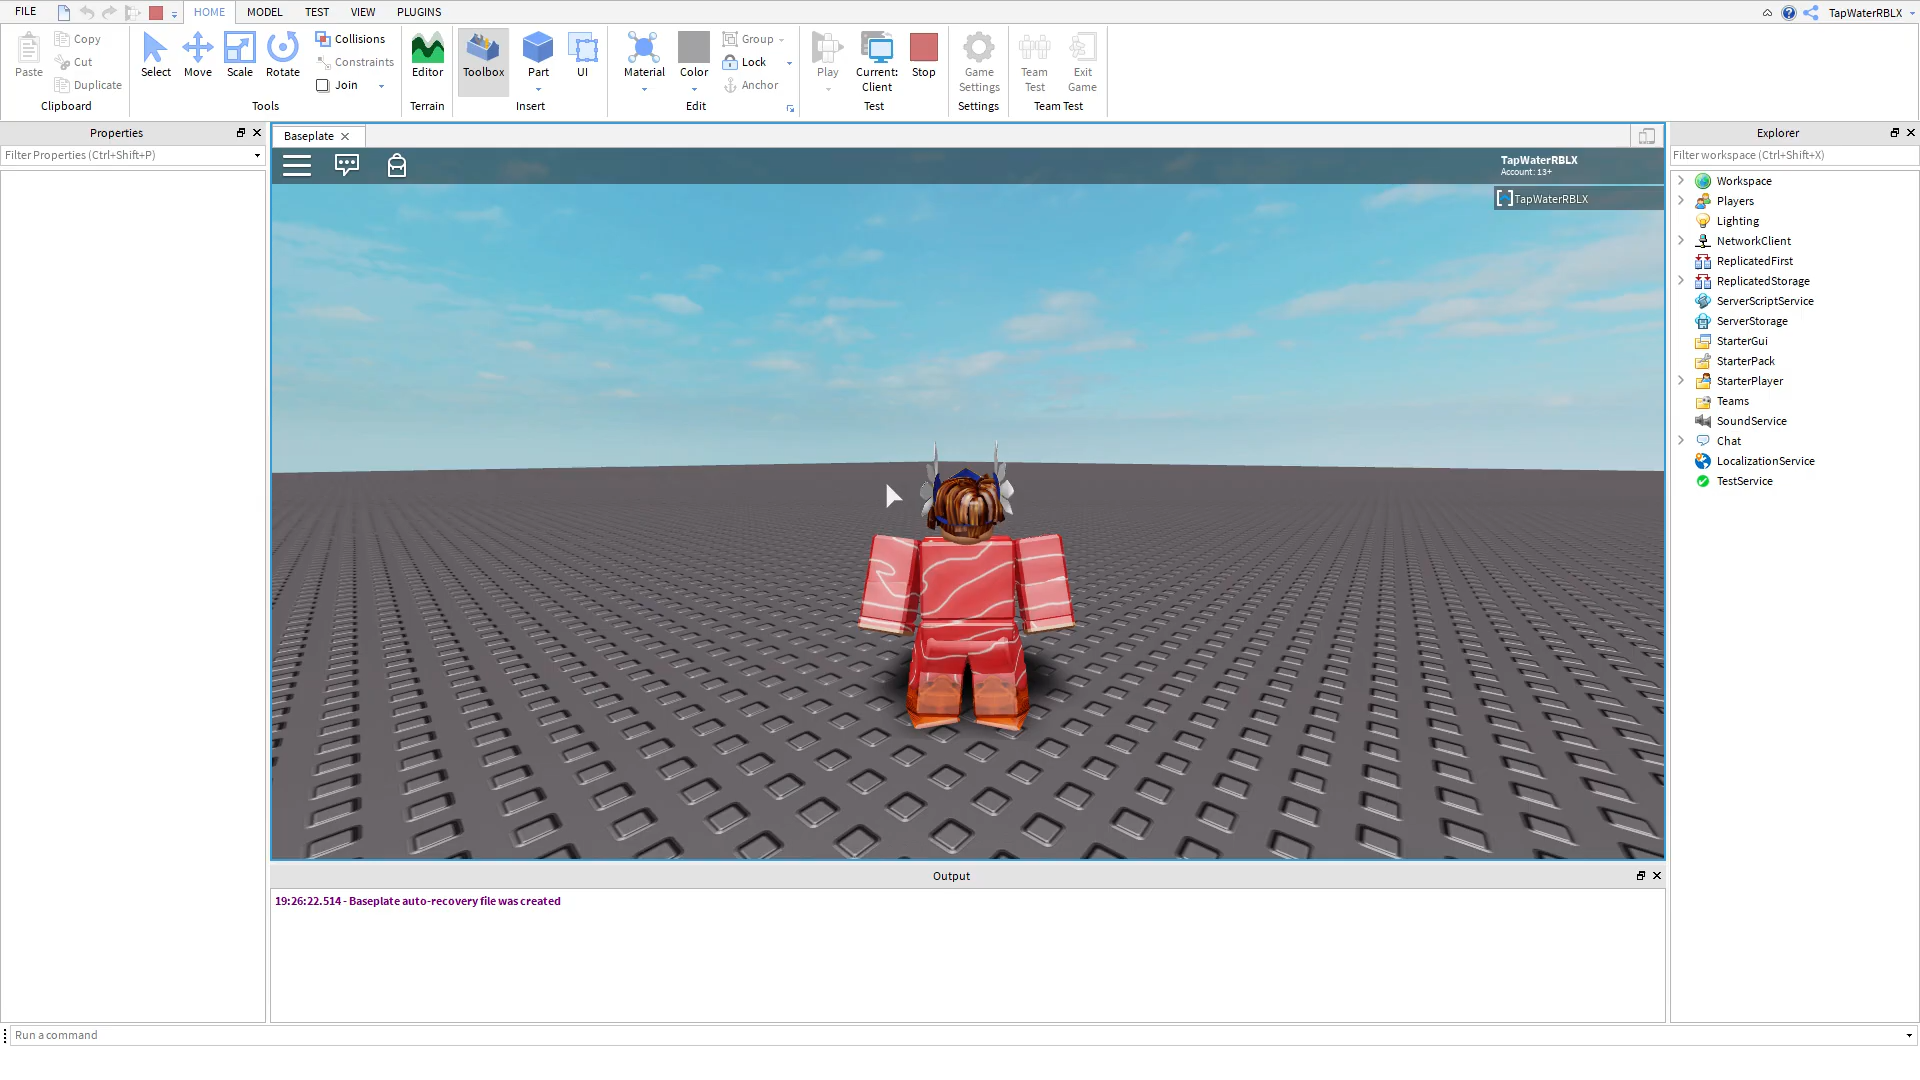 FILE
HOME
MODEL
TEST
VIEW
PLUGINS
TapWaterRBLX
Paste
Copy
Cut
Duplicate
Clipboard
Select
Move
Scale
Rotate
Collisions
Constraints
Join
Tools
Editor
Terrain
Toolbox
Part
UI
Insert
Material
Color
Group
Lock
Anchor
Edit
Play
Current:
Client
Stop
Test
Game
Settings
Settings
Team
Test
Exit
Game
Team Test
Properties
Filter Properties (Ctrl+Shift+P)
Baseplate
TapWaterRBLX
Account: 13+
TapWaterRBLX
Explorer
Filter workspace (Ctrl+Shift+X)
Workspace
Players
Lighting
NetworkClient
ReplicatedFirst
ReplicatedStorage
ServerScriptService
ServerStorage
StarterGui
StarterPack
StarterPlayer
Teams
SoundService
Chat
LocalizationService
TestService
Output
19:26:22.514 - Baseplate auto-recovery file was created
Run a command